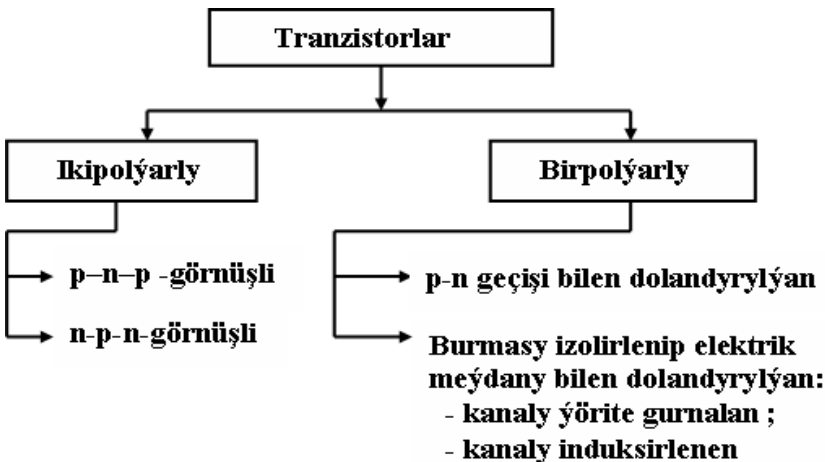 Tranzistorlar
Ikipolýarly
Birpolýarly
p–n–p -görnüşli
n-p-n-görnüşli
p-n geçişi bilen dolandyrylýan
Burmasy izolirlenip elektrik
meýdany bilen dolandyrylýan:
- kanaly ýörite gurnalan ;
- kanaly induksirlenen